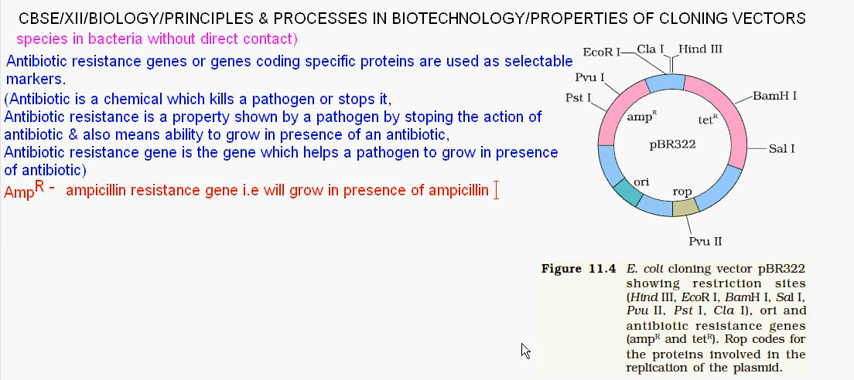 CBSE/XII/BIOLOGY/PRINCIPLES & PROCESSES IN BIOTECHNOLOGY/PROPERTIES OF CLONING VECTORS
species in bacteria without direct contact)
Antibiotic resistance genes or genes coding specific proteins are used as selectable
markers.
(Antibiotic is a chemical which kills a pathogen or stops it,
Antibiotic resistance is a property shown by a pathogen by stoping the action of
antibiotic & also means ability to grow in presence of an antibiotic,
Antibiotic resistance gene is the gene which helps a pathogen to grow in presence
of antibiotic)
Amp^R - ampicillin resistance gene i.e will grow in presence of ampicillin
EcoR I
Cla I
Hind III
Pvu I
Pst I
BamH I
amp^R
tet^R
pBR322
Sal I
ori
rop
Pvu II
Figure 11.4 E. coli cloning vector pBR322
showing restriction sites
(Hind III, EcoR I, BamH I, Sal I,
Pvu II, Pst I, Cla I), ori and
antibiotic resistance genes
(amp^R and tet^R). Rop codes for
the proteins involved in the
replication of the plasmid.